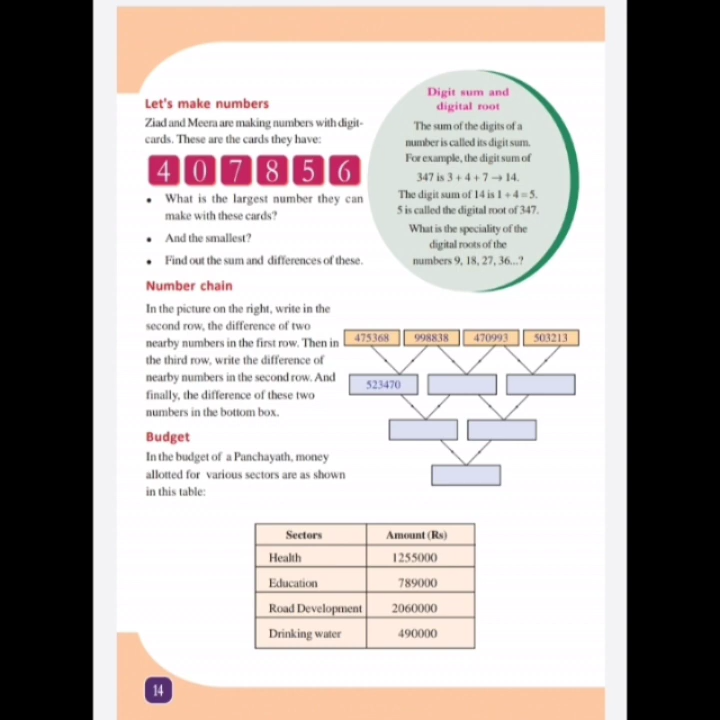 Let's make numbers
Ziad and Meera are making numbers with digit-
cards. These are the cards they have:
4 0 7 8 5 6
• What is the largest number they can
make with these cards?
• And the smallest?
• Find out the sum and differences of these.
Digit sum and
digital root
The sum of the digits of a
number is called its digit sum.
For example, the digit sum of
347 is 3 + 4 + 7 → 14.
The digit sum of 14 is 1 + 4 = 5.
5 is called the digital root of 347.
What is the speciality of the
digital roots of the
numbers 9, 18, 27, 36...?
Number chain
In the picture on the right, write in the
second row, the difference of two
nearby numbers in the first row. Then in
the third row, write the difference of
nearby numbers in the second row. And
finally, the difference of these two
numbers in the bottom box.
475368 998838 470993 503213
523470
Budget
In the budget of a Panchayath, money
allotted for various sectors are as shown
in this table:
Sectors Amount (Rs)
Health 1255000
Education 789000
Road Development 2060000
Drinking water 490000
14